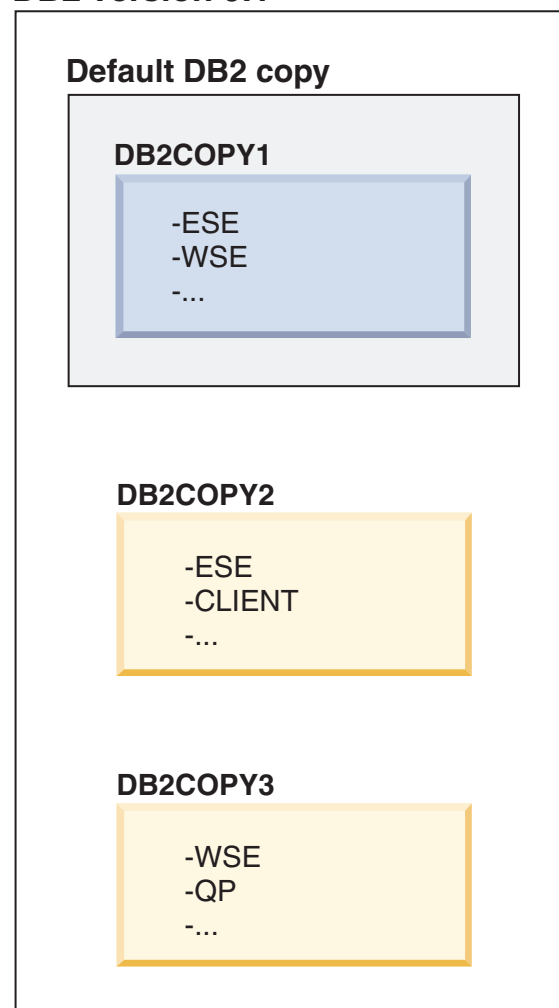 Default DB2 copy
DB2COPY1
-ESE
-WSE
-...
DB2COPY2
-ESE
-CLIENT
-...
DB2COPY3
-WSE
-QP
-...